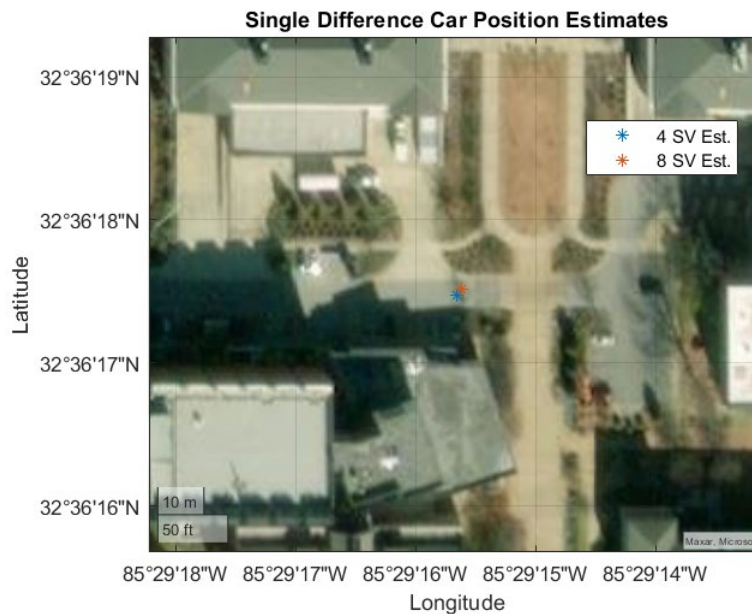 Single Difference Car Position Estimates
32°36'19"N
4 SV Est.
8 SV Est.
32°36'18"N
Latitude
32°36'17"N
32°36'16"N
10 m
50 ft
Maxar, Microso
85°29'18"W 85°29'17"W 85°29'16"W 85°29'15"W 85°29'14"W
Longitude